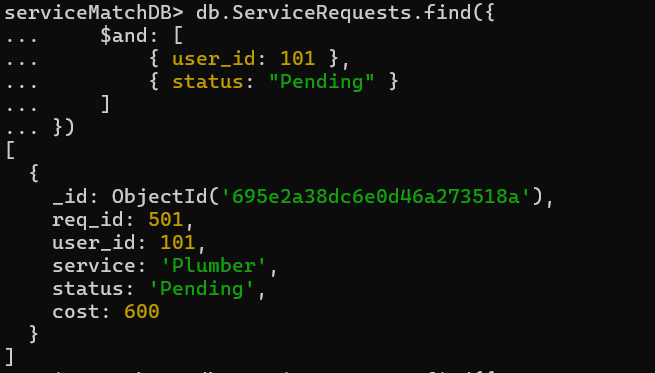 serviceMatchDB> db.ServiceRequests.find({
...     $and: [
...         { user_id: 101 },
...         { status: "Pending" }
...     ]
... })
[
  {
    _id: ObjectId('695e2a38dc6e0d46a273518a'),
    req_id: 501,
    user_id: 101,
    service: 'Plumber',
    status: 'Pending',
    cost: 600
  }
]